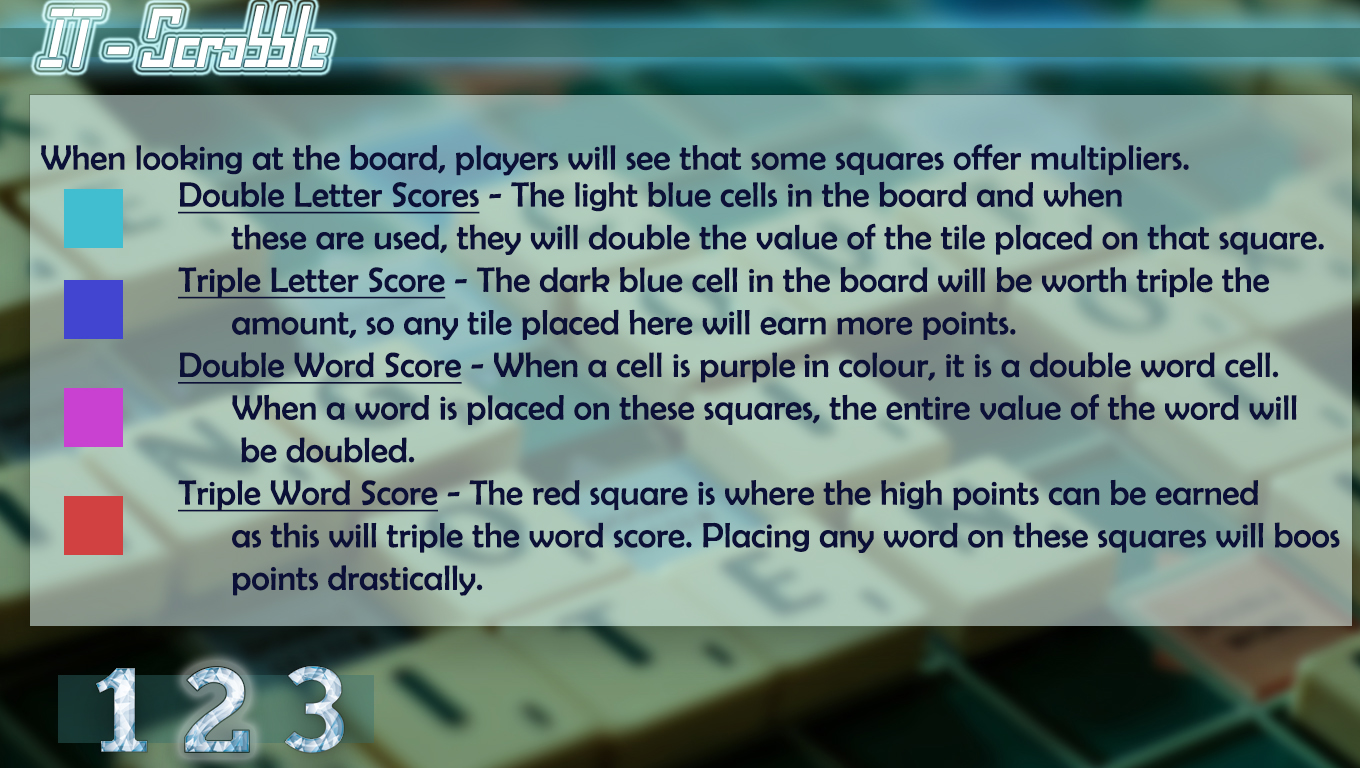 IT - Scrabble
When looking at the board, players will see that some squares offer multipliers.
Double Letter Scores - The light blue cells in the board and when
these are used, they will double the value of the tile placed on that square.
Triple Letter Score - The dark blue cell in the board will be worth triple the
amount, so any tile placed here will earn more points.
Double Word Score - When a cell is purple in colour, it is a double word cell.
When a word is placed on these squares, the entire value of the word will
be doubled.
Triple Word Score - The red square is where the high points can be earned
as this will triple the word score. Placing any word on these squares will boos
points drastically.
1 2 3